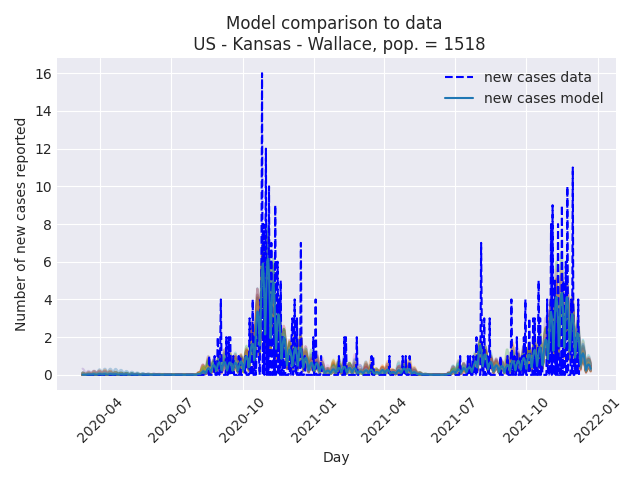 Model comparison to data
US - Kansas - Wallace, pop. = 1518
new cases data
new cases model
Number of new cases reported
16
14
12
10
8
6
4
2
0
2020-04
2020-07
2020-10
2021-01
2021-04
2021-07
2021-10
2022-01
Day